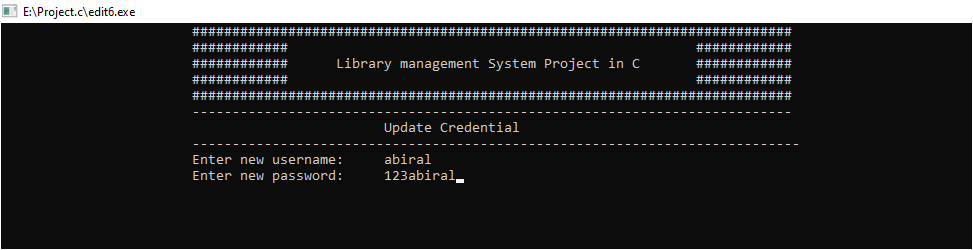 E:\Project.c\edit6.exe
###########################################################################
############ ############
############ Library management System Project in C ############
############ ############
###########################################################################
---------------------------------------------------------------------------
Update Credential
----------------------------------------------------------------------------
Enter new username: abiral
Enter new password: 123abiral